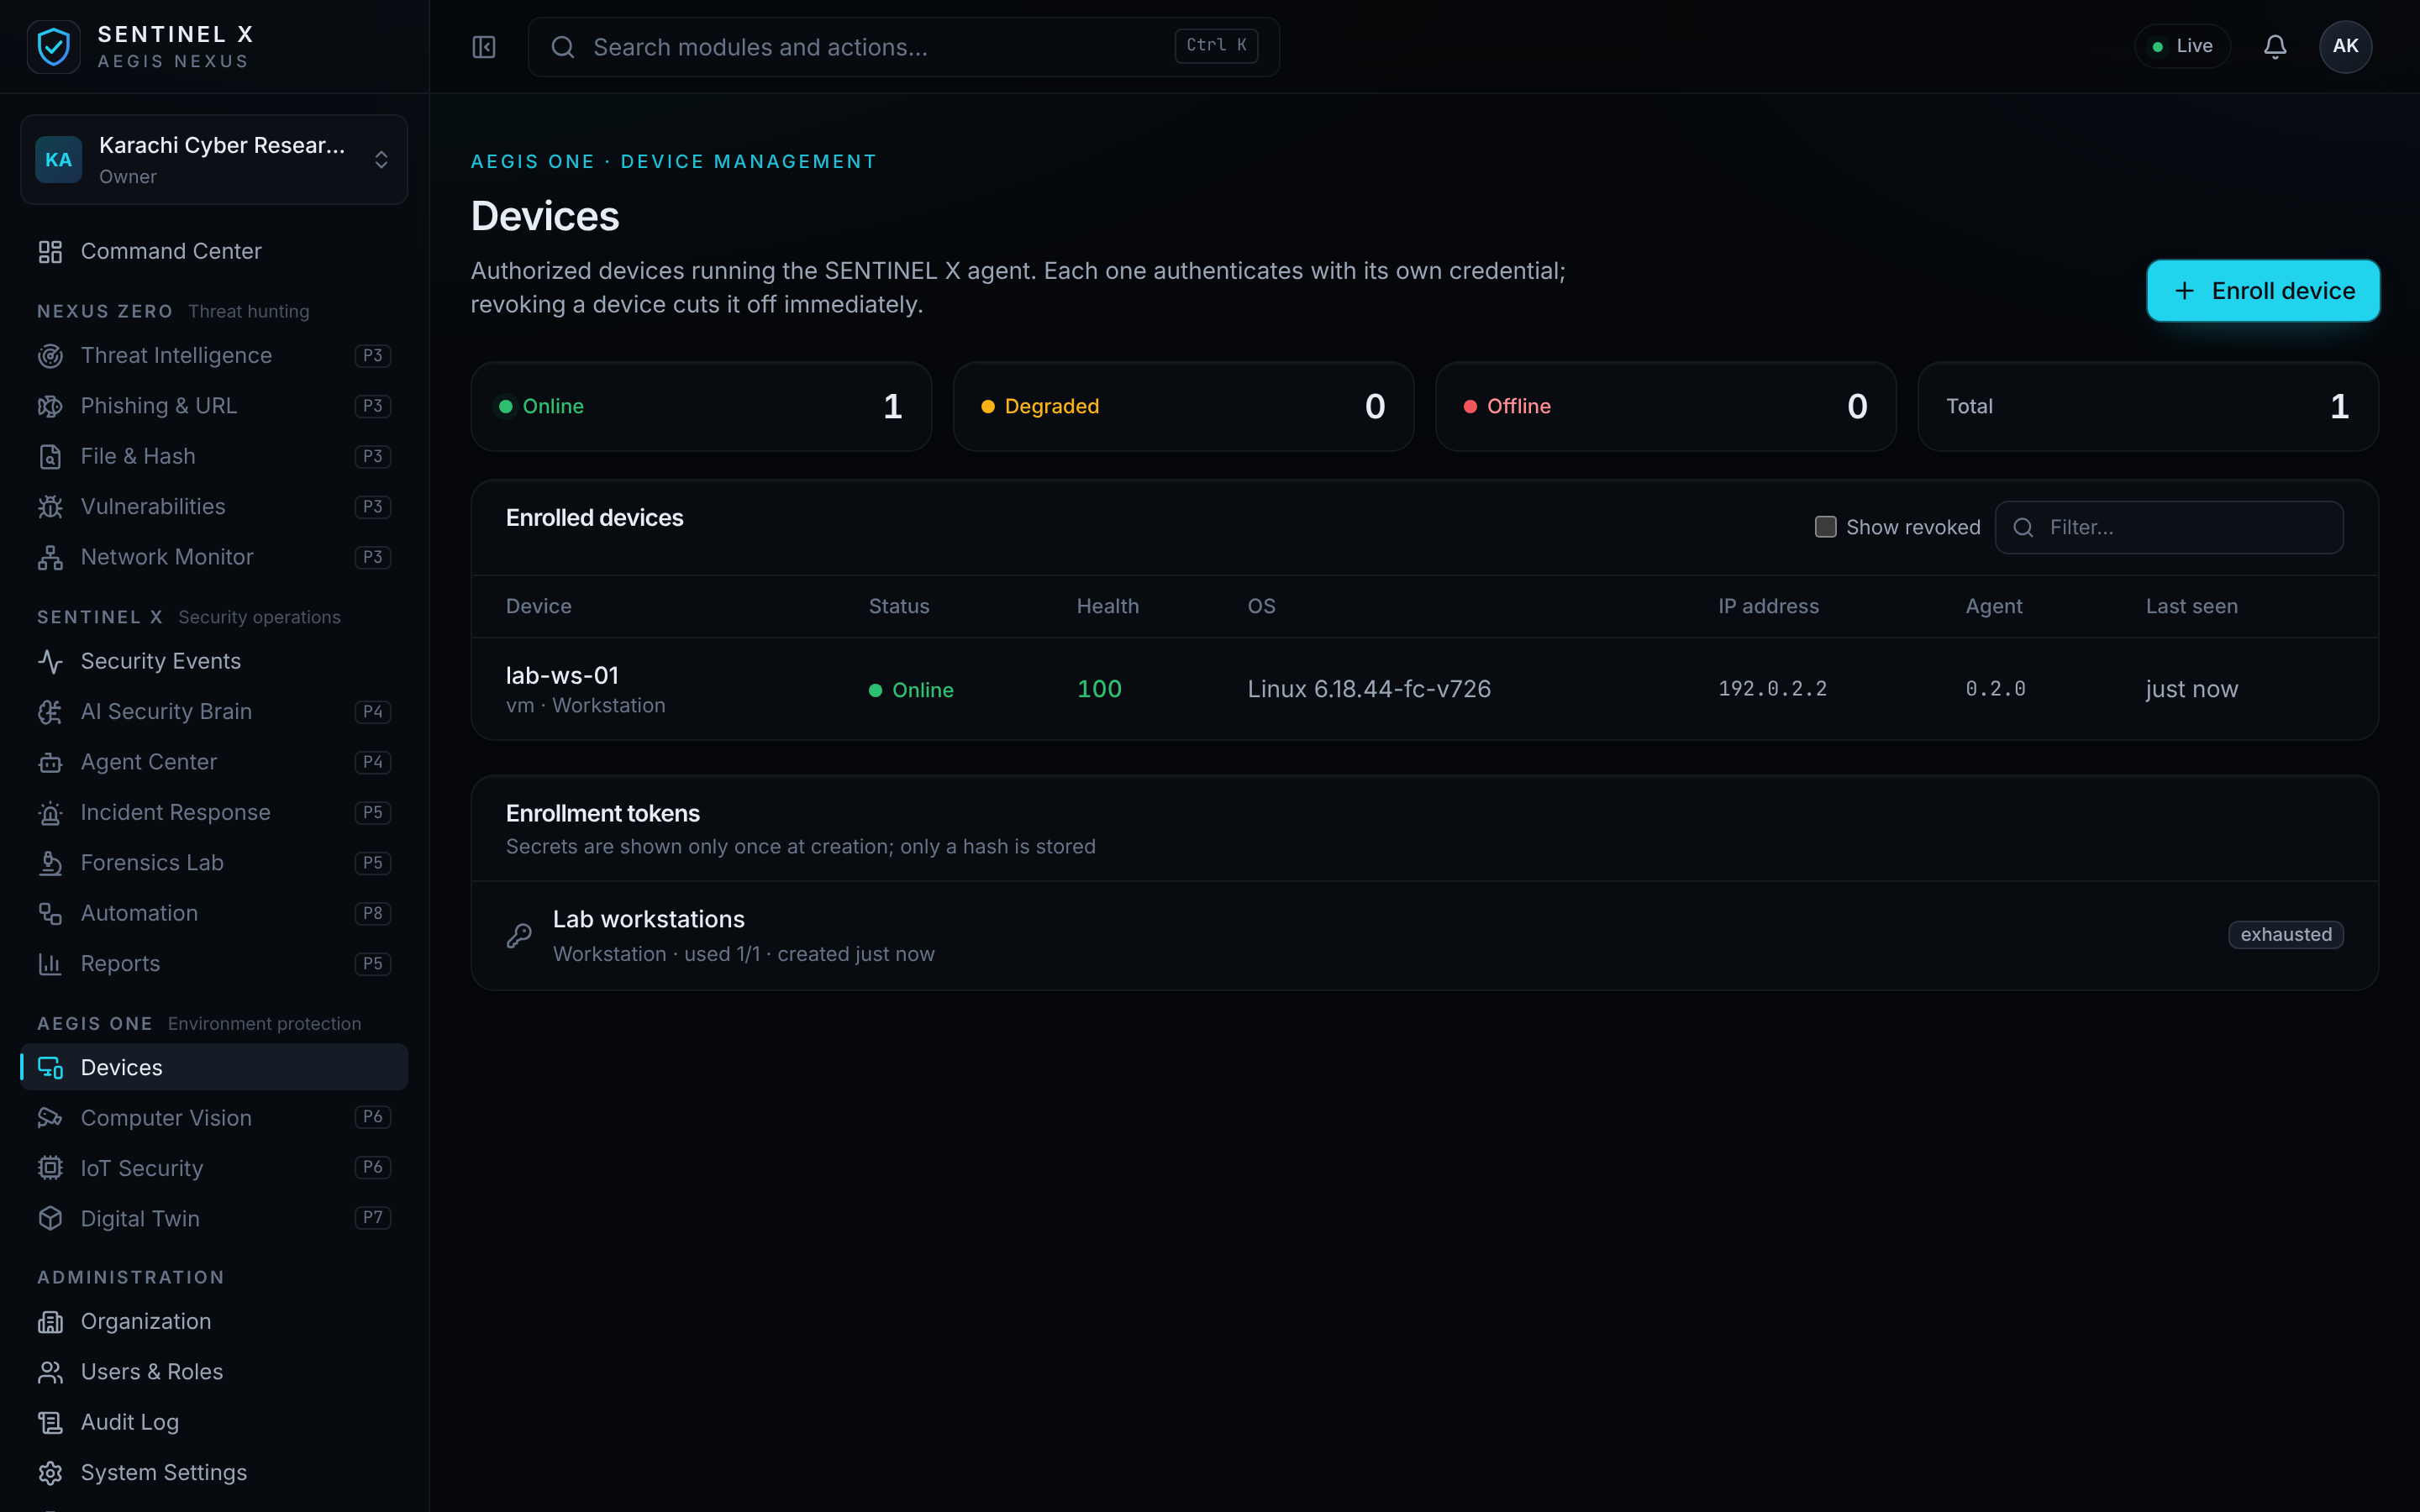 SENTINEL X
AEGIS NEXUS
Search modules and actions...
Ctrl K
Live
AK
KA
Karachi Cyber Resear...
Owner
Command Center
NEXUS ZERO Threat hunting
Threat Intelligence P3
Phishing & URL P3
File & Hash P3
Vulnerabilities P3
Network Monitor P3
SENTINEL X Security operations
Security Events
AI Security Brain P4
Agent Center P4
Incident Response P5
Forensics Lab P5
Automation P8
Reports P5
AEGIS ONE Environment protection
Devices
Computer Vision P6
IoT Security P6
Digital Twin P7
ADMINISTRATION
Organization
Users & Roles
Audit Log
System Settings
AEGIS ONE · DEVICE MANAGEMENT
Devices
Authorized devices running the SENTINEL X agent. Each one authenticates with its own credential;
revoking a device cuts it off immediately.
Enroll device
Online 1
Degraded 0
Offline 0
Total 1
Enrolled devices
Show revoked
Filter...
Device Status Health OS IP address Agent Last seen
lab-ws-01
vm · Workstation
Online 100 Linux 6.18.44-fc-v726 192.0.2.2 0.2.0 just now
Enrollment tokens
Secrets are shown only once at creation; only a hash is stored
Lab workstations
Workstation · used 1/1 · created just now
exhausted